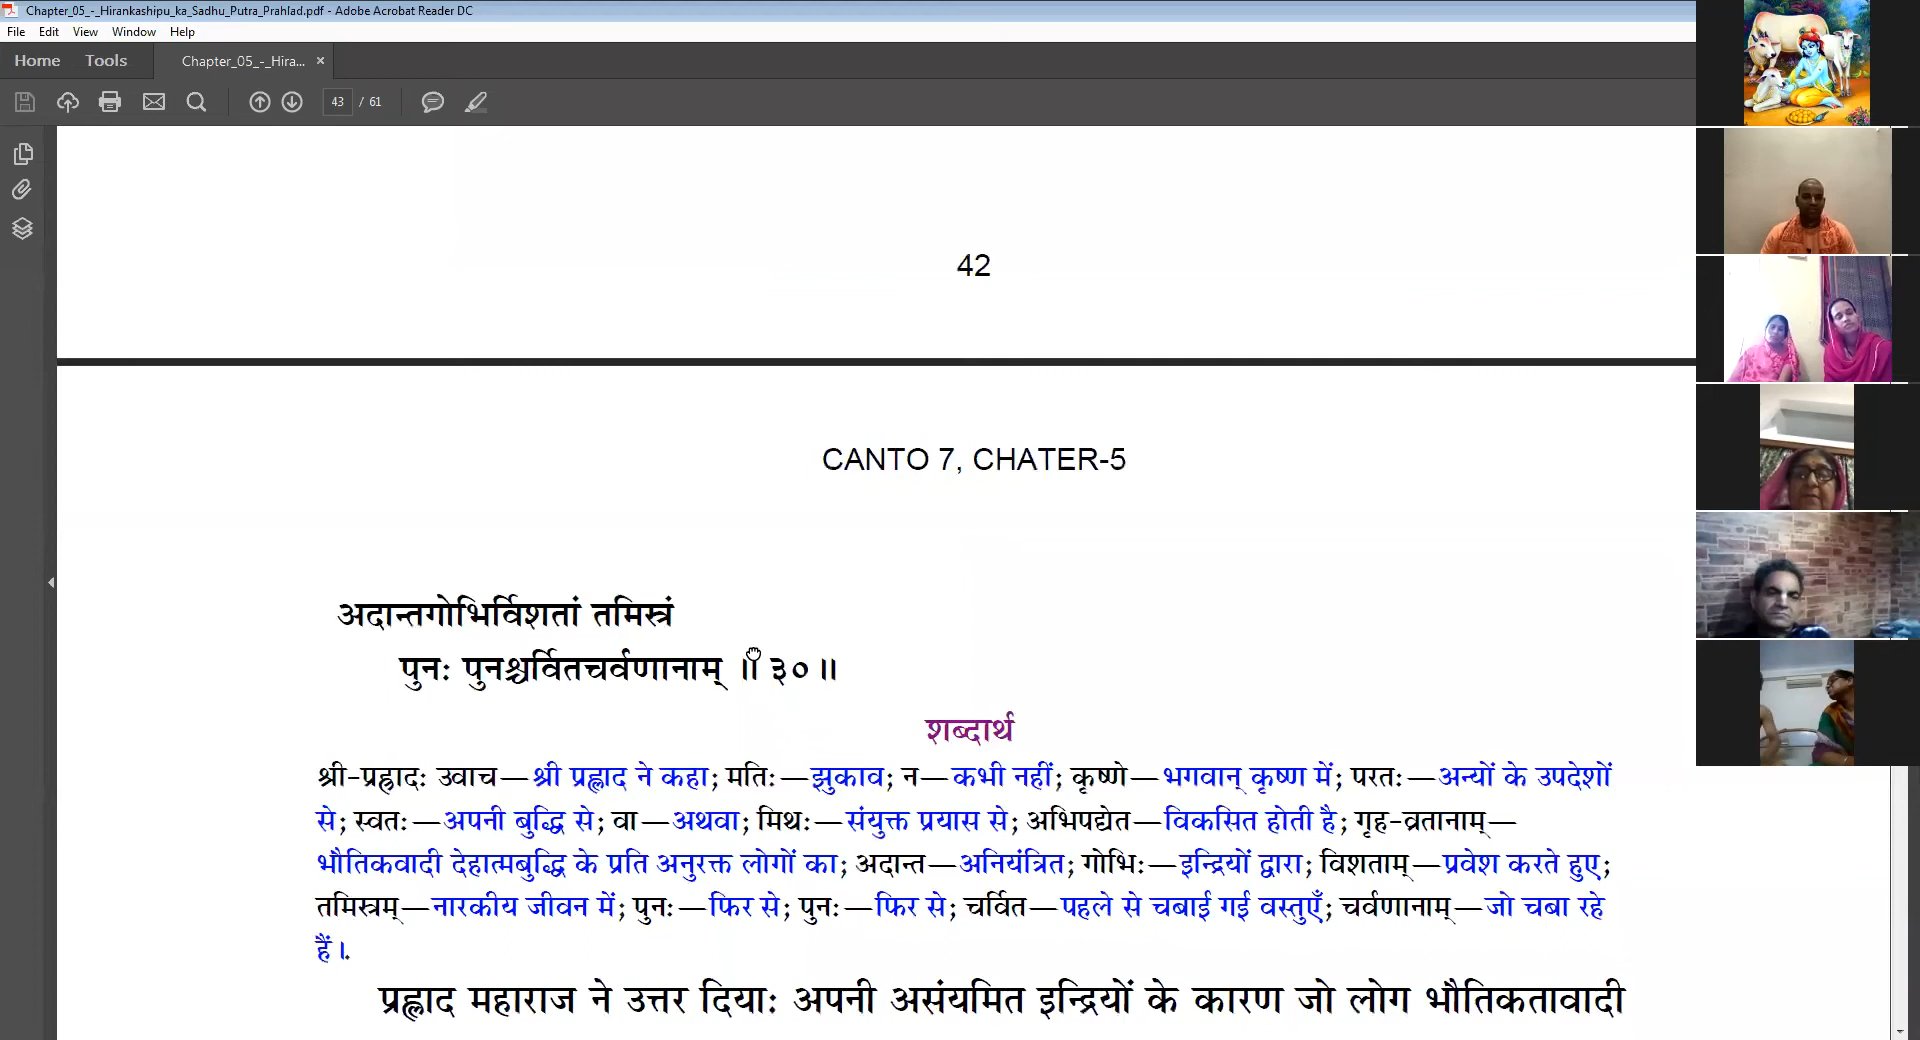 Chapter_05_-_Hirankashipu_ka_Sadhu_Putra_Prahlad.pdf - Adobe Acrobat Reader DC
File Edit View Window Help
Home Tools Chapter_05_-_Hira... ×
43 / 61
42
CANTO 7, CHATER-5
अदान्तगोभिर्विशतां तमिस्त्रं
पुनः पुनश्चर्वितचर्वणानाम् ॥ ३० ॥
शब्दार्थ
श्री-प्रह्लादः उवाच—श्री प्रह्लाद ने कहा; मतिः—झुकाव; न—कभी नहीं; कृष्णे—भगवान् कृष्ण में; परतः—अन्यों के उपदेशों
से; स्वतः—अपनी बुद्धि से; वा—अथवा; मिथः—संयुक्त प्रयास से; अभिपद्येत—विकसित होती है; गृह-व्रतानाम्—
भौतिकवादी देहात्मबुद्धि के प्रति अनुरक्त लोगों का; अदान्त—अनियंत्रित; गोभिः—इन्द्रियों द्वारा; विशताम्—प्रवेश करते हुए;
तमिस्त्रम्—नारकीय जीवन में; पुनः—फिर से; पुनः—फिर से; चर्वित—पहले से चबाई गई वस्तुएँ; चर्वणानाम्—जो चबा रहे
हैं।.
प्रह्लाद महाराज ने उत्तर दियाः अपनी असंयमित इन्द्रियों के कारण जो लोग भौतिकतावादी